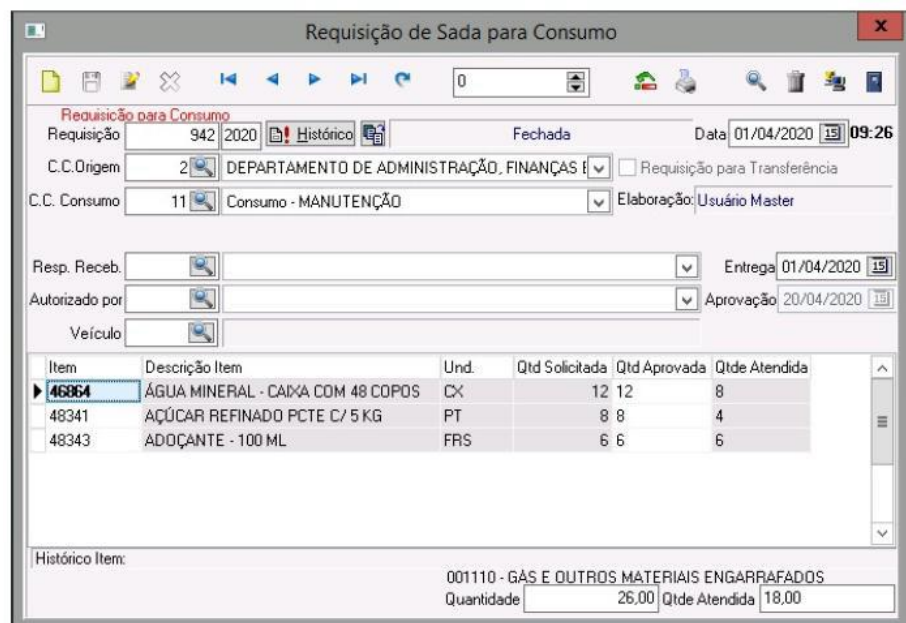 Requisição de Sada para Consumo
X
0
Requisição para Consumo
Requisição 942 2020 Histórico Fechada Data 01/04/2020 15 09:26
C.C.Origem 2 DEPARTAMENTO DE ADMINISTRAÇÃO, FINANÇAS E Requisição para Transferência
C.C. Consumo 11 Consumo - MANUTENÇÃO Elaboração: Usuário Master
Resp. Receb. Entrega 01/04/2020 15
Autorizado por Aprovação 20/04/2020 15
Veículo
Item Descrição Item Und. Qtd Solicitada Qtd Aprovada Qtde Atendida
46864 ÁGUA MINERAL - CAIXA COM 48 COPOS CX 12 12 8
48341 AÇÚCAR REFINADO PCTE C/ 5 KG PT 8 8 4
48343 ADOÇANTE - 100 ML FRS 6 6 6
Histórico Item:
001110 - GÁS E OUTROS MATERIAIS ENGARRAFADOS
Quantidade 26,00 Qtde Atendida 18,00